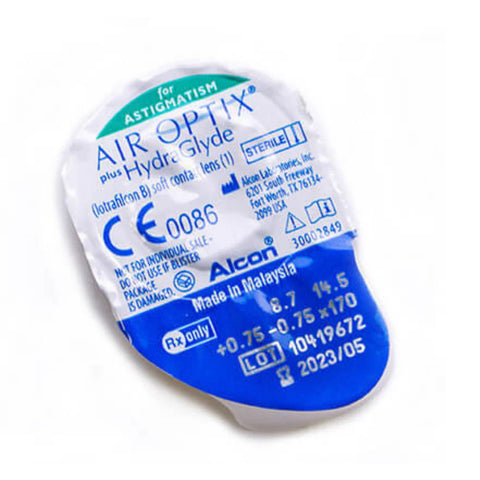 for
ASTIGMATISM
AIR OPTIX®
plus HydraGlyde
(lotrafilcon B) soft contact lens (1)
CE 0086
STERILE
Alcon Laboratories, Inc.
6201 South Freeway
Fort Worth, TX 76134-
2099 USA
30002849
NOT FOR INDIVIDUAL SALE -
DO NOT USE IF BLISTER
PACKAGE
IS DAMAGED.
Alcon®
Made in Malaysia
Rx only
8.7 14.5
+0.75 -0.75 x170
LOT 10419672
2023/05